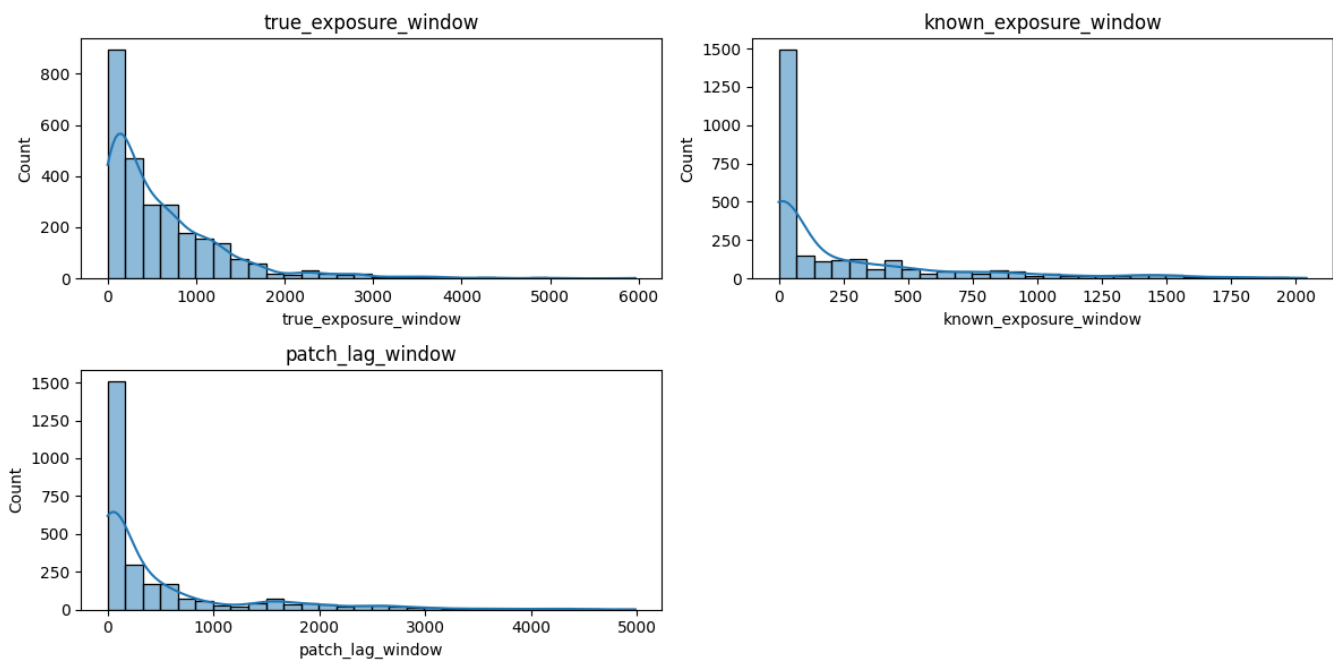 true_exposure_window
800
600
400
200
0
Count
0 1000 2000 3000 4000 5000 6000
true_exposure_window
known_exposure_window
1500
1250
1000
750
500
250
0
Count
0 250 500 750 1000 1250 1500 1750 2000
known_exposure_window
patch_lag_window
1500
1250
1000
750
500
250
0
Count
0 1000 2000 3000 4000 5000
patch_lag_window